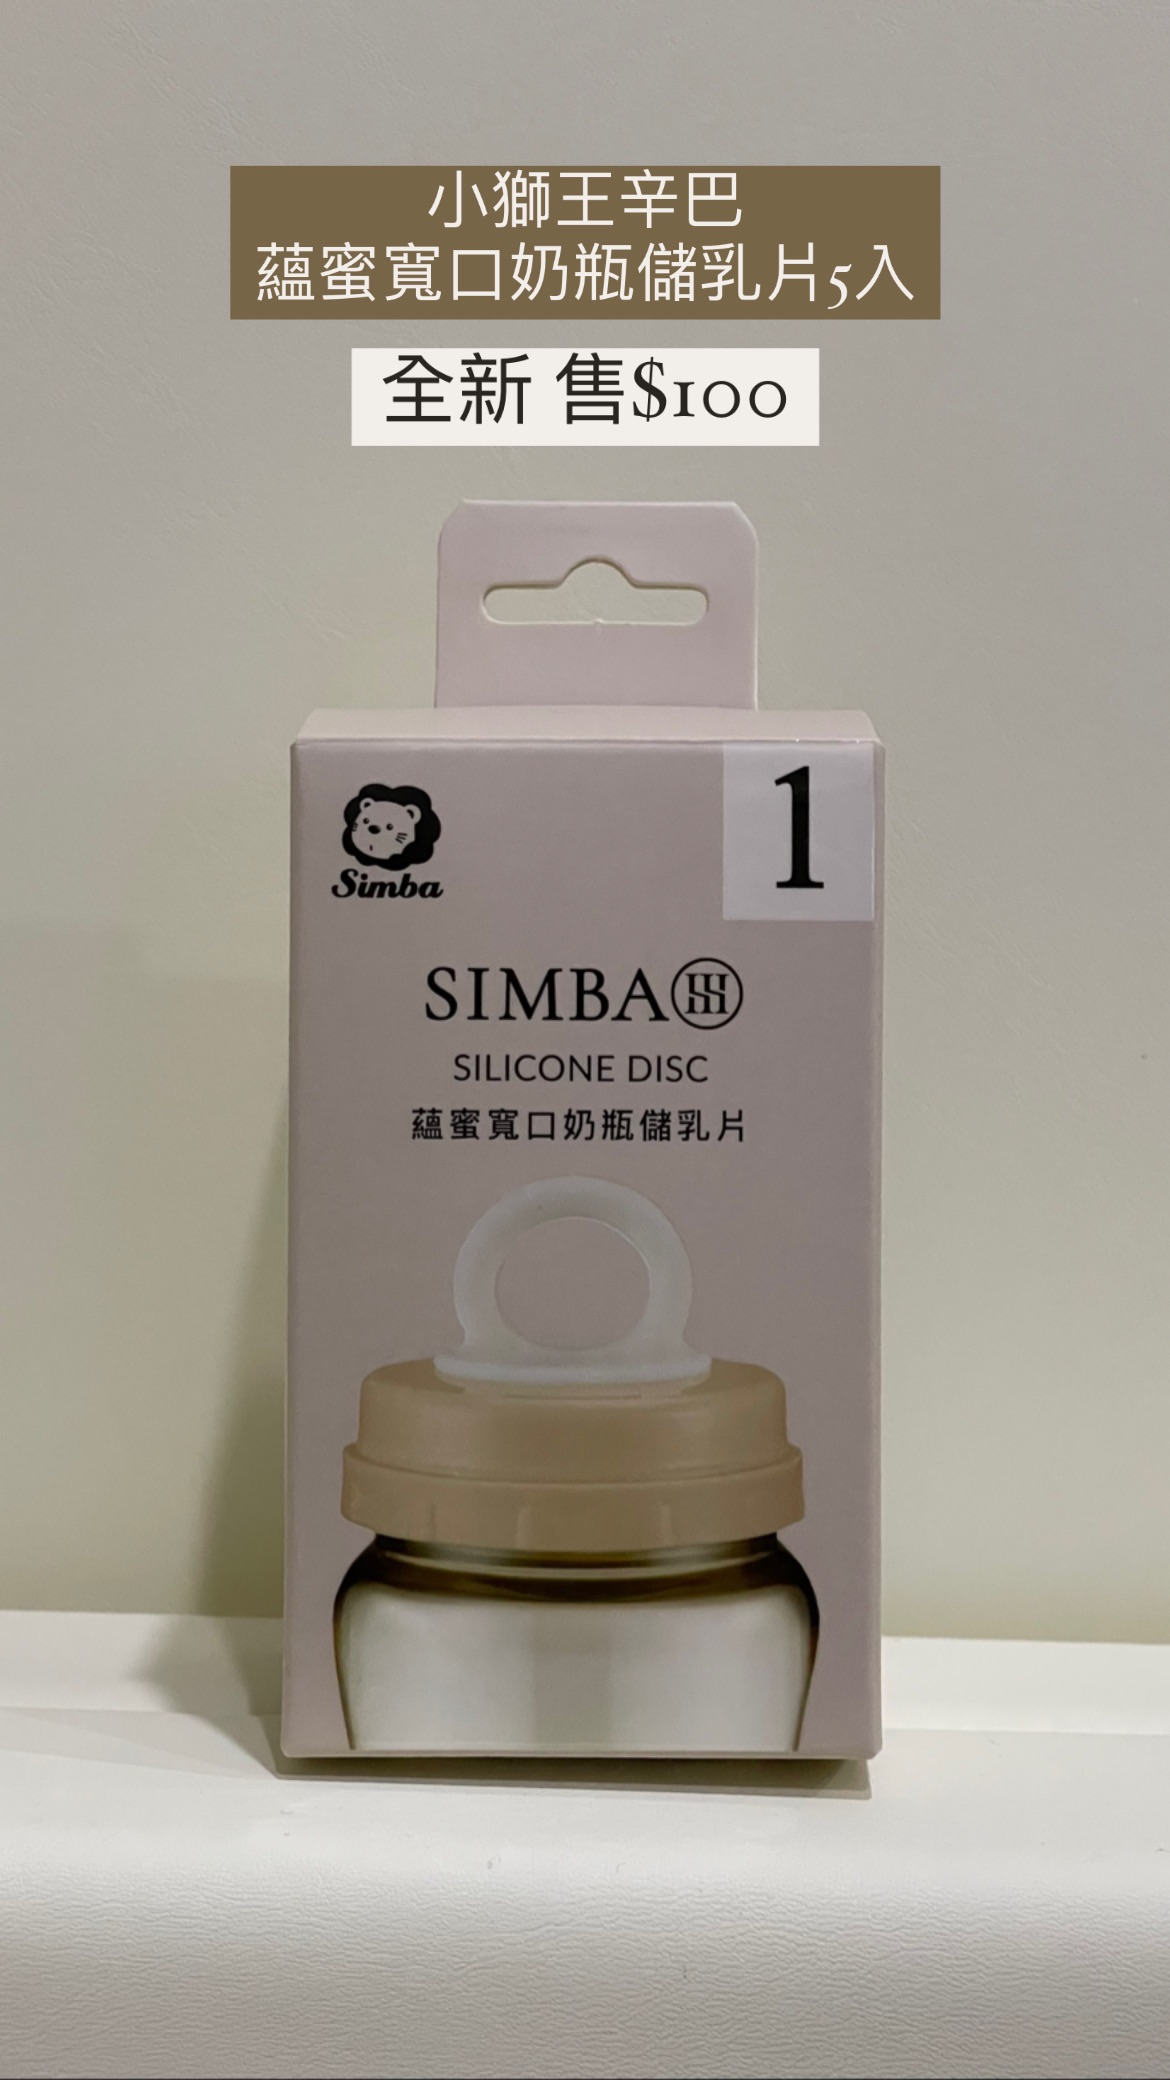 小獅王辛巴
蘊蜜寬口奶瓶儲乳片5入
全新 售$100
1
Simba
SIMBA
SILICONE DISC
蘊蜜寬口奶瓶儲乳片